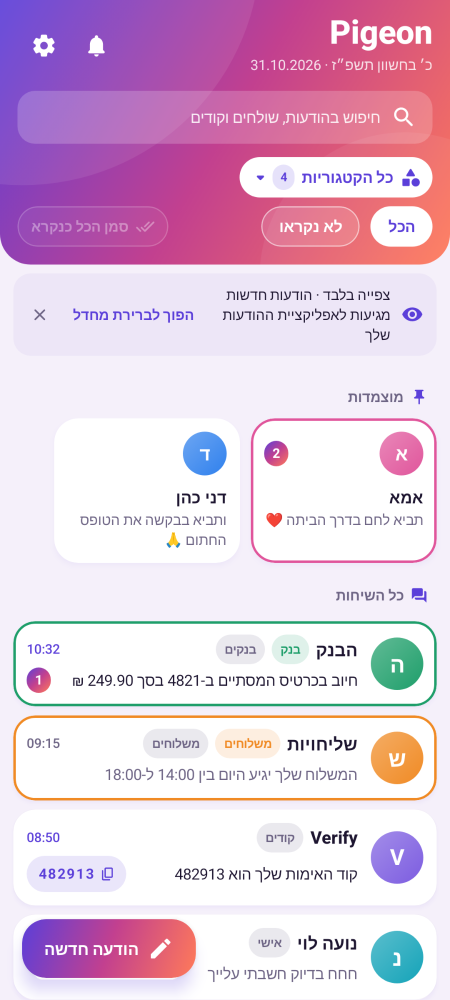 Pigeon
כ׳ בחשוון תשפ״ז · 31.10.2026
חיפוש בהודעות, שולחים וקודים
כל הקטגוריות 4
הכל
לא נקראו
סמן הכל כנקרא
צפייה בלבד · הודעות חדשות
מגיעות לאפליקציית ההודעות
שלך
הפוך לברירת מחדל
מוצמדות
א
2
אמא
תביא לחם בדרך הביתה ❤️
ד
דני כהן
ותביא בבקשה את הטופס
החתום 🙏
כל השיחות
ה
הבנק בנק בנקים 10:32
חיוב בכרטיס המסתיים ב-4821 בסך 249.90 ₪ 1
ש
שליחויות משלוחים משלוחים 09:15
המשלוח שלך יגיע היום בין 14:00 ל-18:00
V
Verify קודים 08:50
קוד האימות שלך הוא 482913 482913
נ
נועה לוי אישי
חחח בדיוק חשבתי עלייך
הודעה חדשה